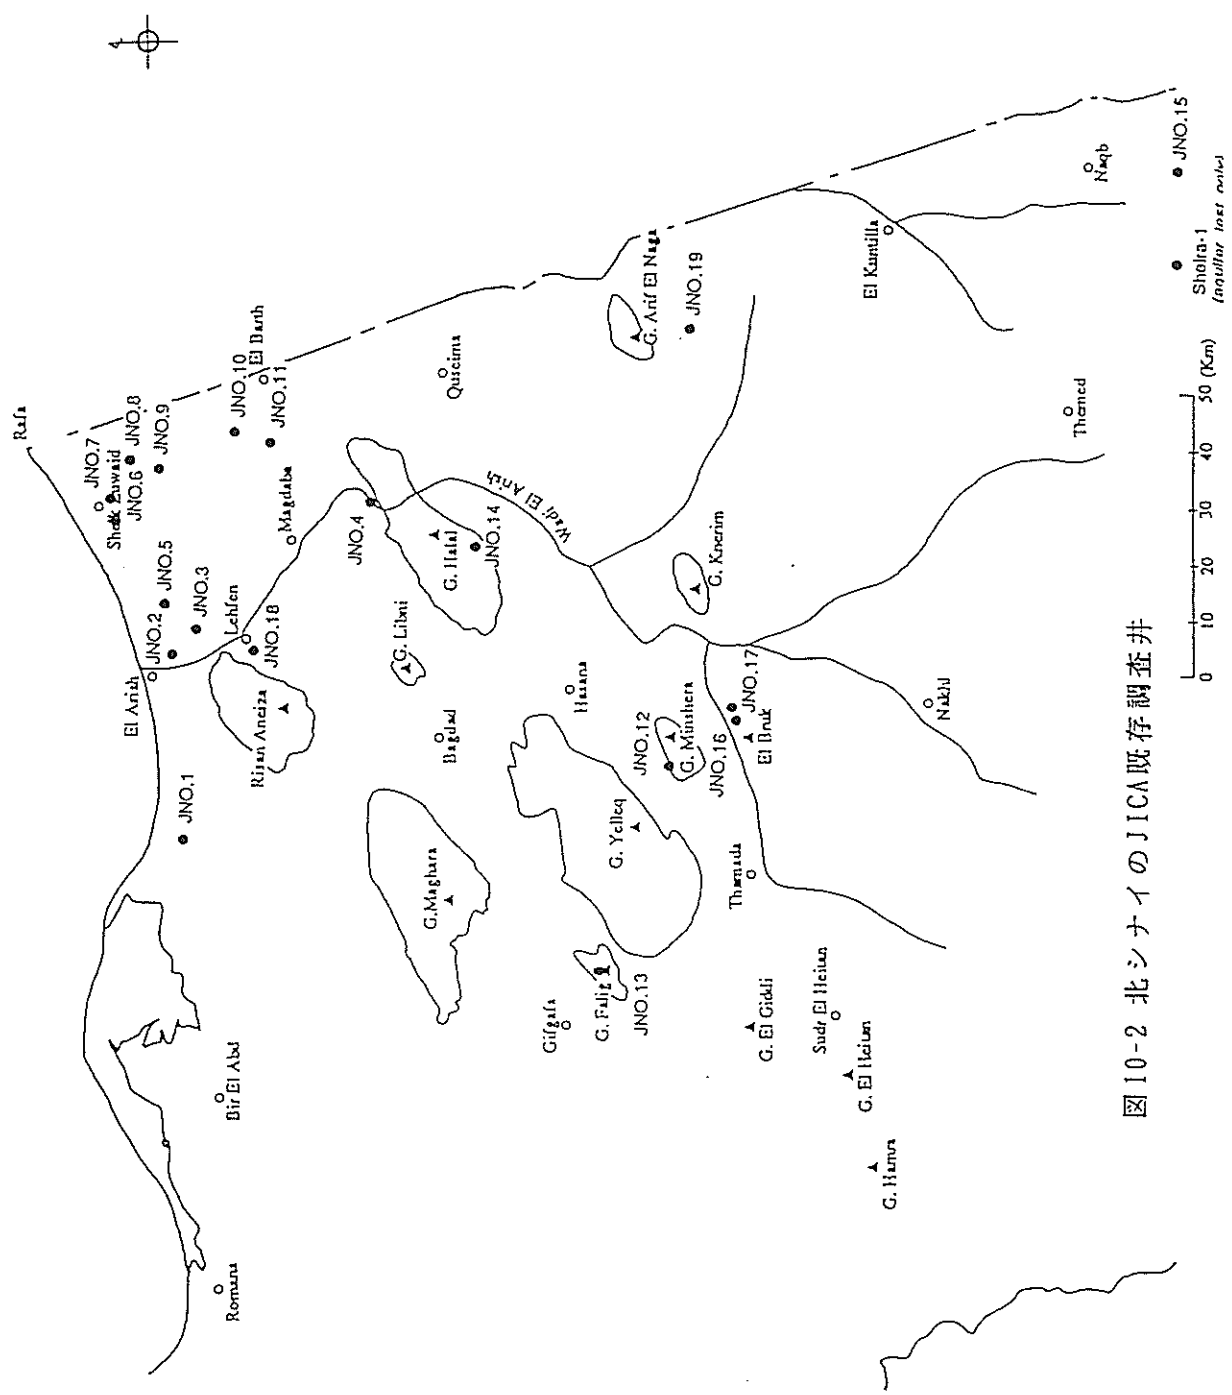 Rafa
JNO.7
Sheik Zuwaid
JNO.6
JNO.8
JNO.9
JNO.10
El Barth
JNO.11
Magdaba
JNO.5
JNO.2
JNO.3
El Arish
Lehfen
JNO.18
Risan Aneiza
JNO.1
Bir El Abd
Romana
JNO.4
Quseima
G. Halal
JNO.14
Wadi El Arish
G. Libni
Bagdad
Hasana
G.Maghara
G. Arif El Naga
JNO.19
G. Kherim
JNO.12
G. Minshera
JNO.16
JNO.17
El Bruk
G. Yelleq
Thamada
Gifgafa
G. Falig
JNO.13
G. El Giddi
Sudr El Heitan
G. El Heitan
G. Hamra
El Kuntilla
Naqb
JNO.15
Sholra-1
Themed
Nakhl
0 10 20 30 40 50 (Km)
図10-2 北シナイのJICA既存調査井